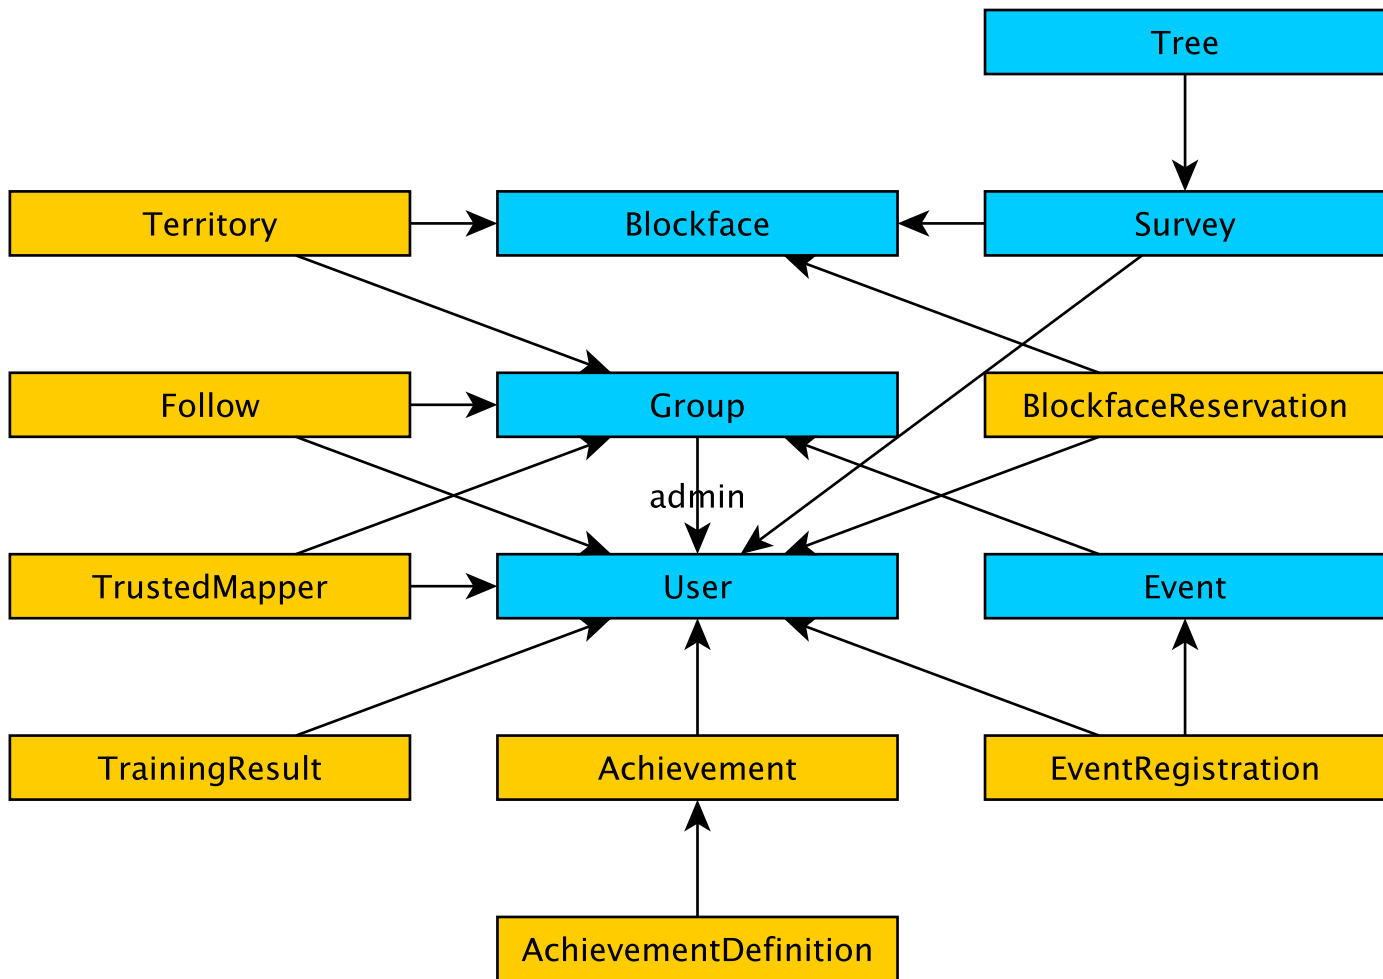 Tree
Territory
Blockface
Survey
Follow
Group
BlockfaceReservation
admin
TrustedMapper
User
Event
TrainingResult
Achievement
EventRegistration
AchievementDefinition